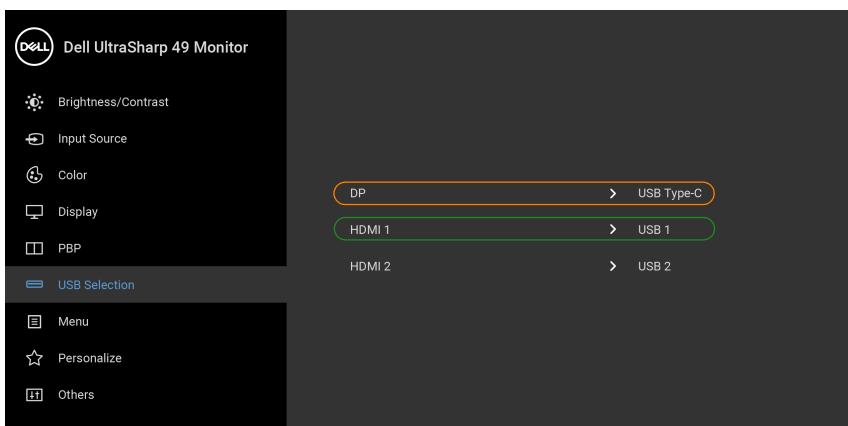 DELL Dell UltraSharp 49 Monitor
Brightness/Contrast
Input Source
Color
Display
PBP
USB Selection
Menu
Personalize
Others
DP > USB Type-C
HDMI 1 > USB 1
HDMI 2 > USB 2